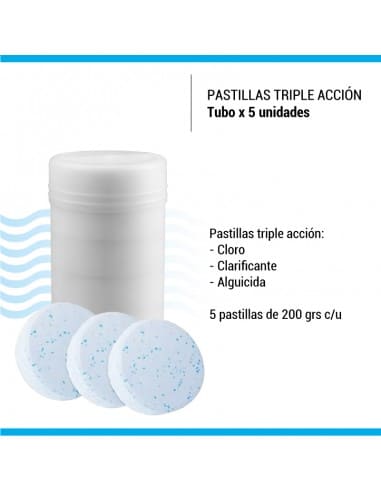 PASTILLAS TRIPLE ACCIÓN
Tubo x 5 unidades
Pastillas triple acción:
- Cloro
- Clarificante
- Alguicida
5 pastillas de 200 grs c/u